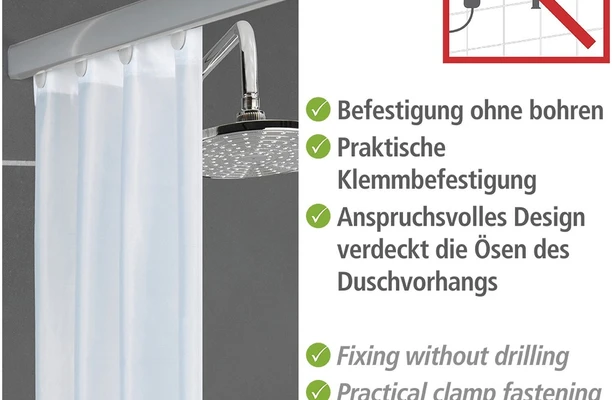 Befestigung ohne bohren
Praktische
Klemmbefestigung
Anspruchsvolles Design
verdeckt die Ösen des
Duschvorhangs
Fixing without drilling
Practical clamp fastening